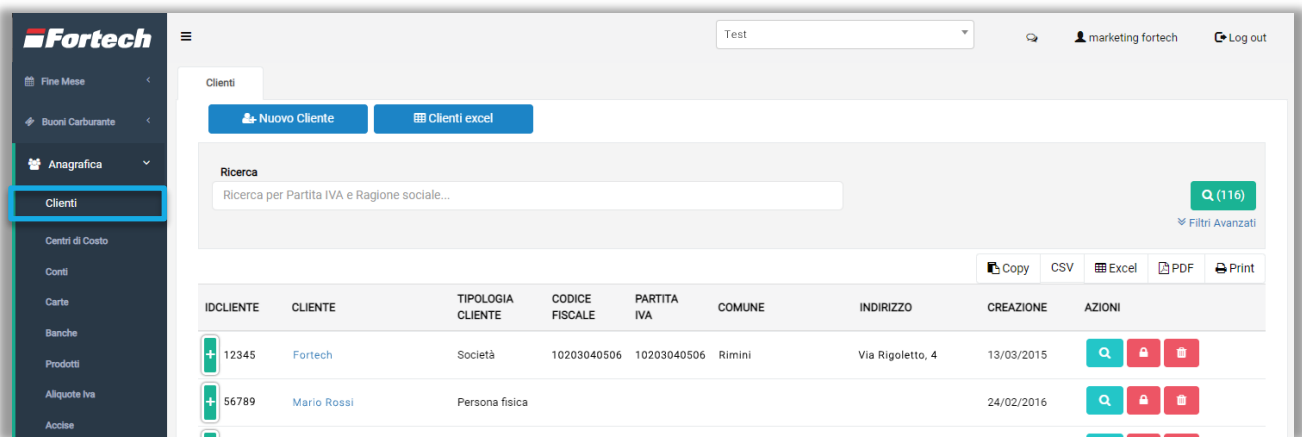 Fortech
Test
marketing fortech
Log out
Fine Mese
Buoni Carburante
Anagrafica
Clienti
Centri di Costo
Conti
Carte
Banche
Prodotti
Aliquote Iva
Accise
Clienti
Nuovo Cliente
Clienti excel
Ricerca
Ricerca per Partita IVA e Ragione sociale...
(116)
Filtri Avanzati
Copy CSV Excel PDF Print
IDCLIENTE CLIENTE TIPOLOGIA CLIENTE CODICE FISCALE PARTITA IVA COMUNE INDIRIZZO CREAZIONE AZIONI
12345 Fortech Società 10203040506 10203040506 Rimini Via Rigoletto, 4 13/03/2015
56789 Mario Rossi Persona fisica 24/02/2016